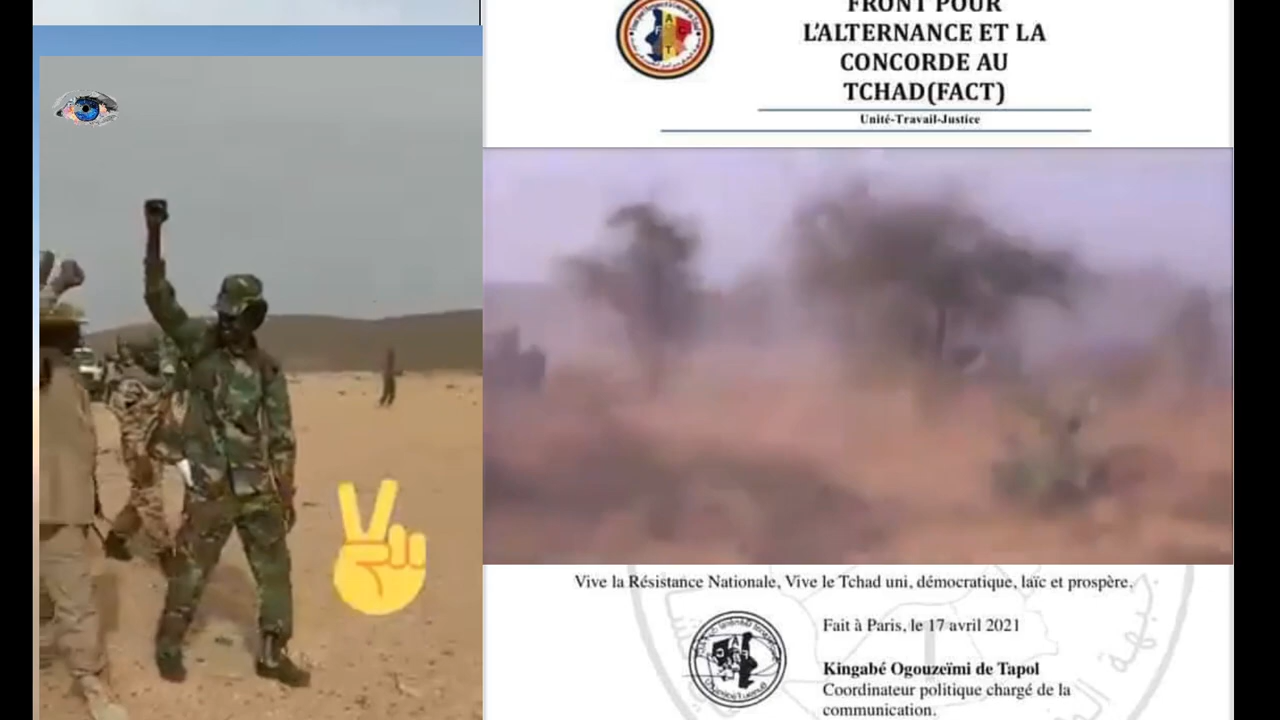 FRONT POUR
L'ALTERNANCE ET LA
CONCORDE AU
TCHAD(FACT)
Unité-Travail-Justice
Vive la Résistance Nationale, Vive le Tchad uni, démocratique, laïc et prospère.
Fait à Paris, le 17 avril 2021
Kingabé Ogouzeïmi de Tapol
Coordinateur politique chargé de la
communication.